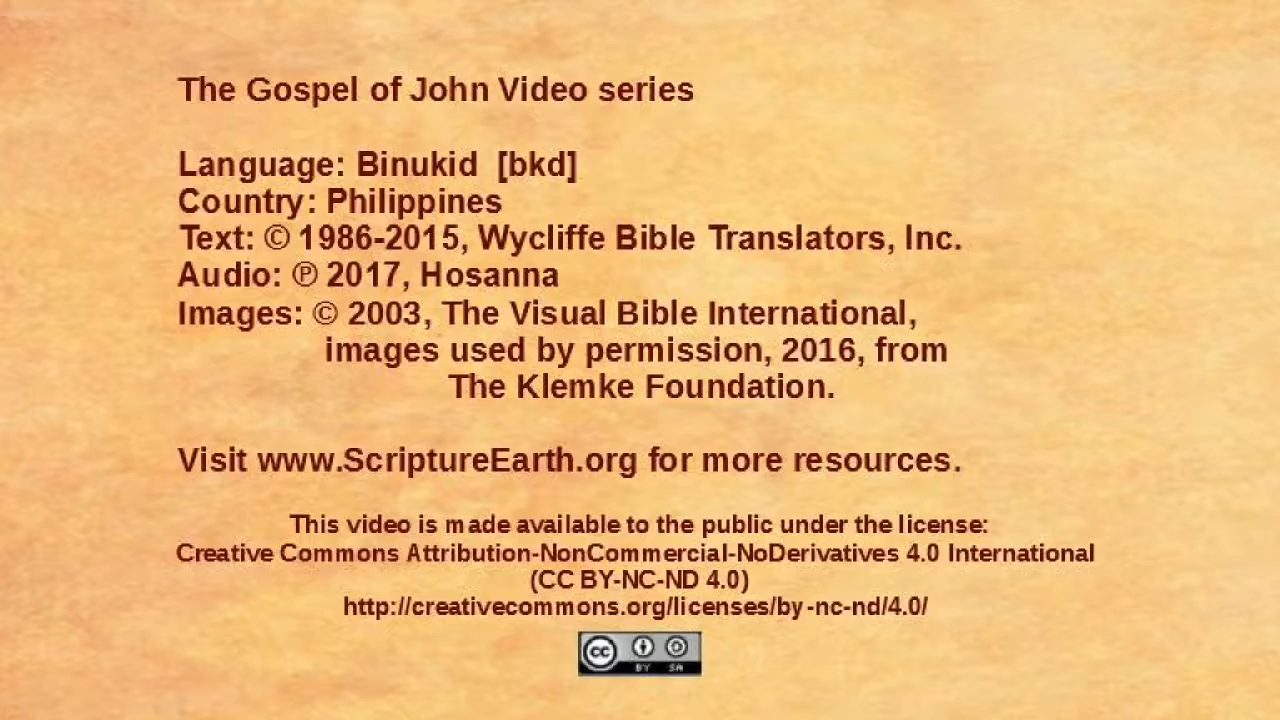 The Gospel of John Video series
Language: Binukid [bkd]
Country: Philippines
Text: © 1986-2015, Wycliffe Bible Translators, Inc.
Audio: ℗ 2017, Hosanna
Images: © 2003, The Visual Bible International,
images used by permission, 2016, from
The Klemke Foundation.
Visit www.ScriptureEarth.org for more resources.
This video is made available to the public under the license:
Creative Commons Attribution-NonCommercial-NoDerivatives 4.0 International
(CC BY-NC-ND 4.0)
http://creativecommons.org/licenses/by-nc-nd/4.0/
cc BY SA